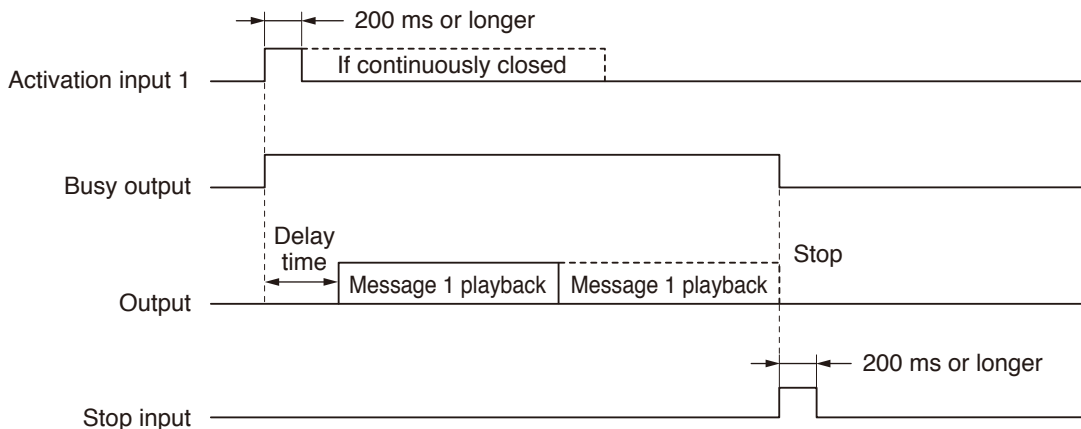 200 ms or longer
If continuously closed
Activation input 1
Busy output
Delay
time
Stop
Message 1 playback
Message 1 playback
Output
200 ms or longer
Stop input